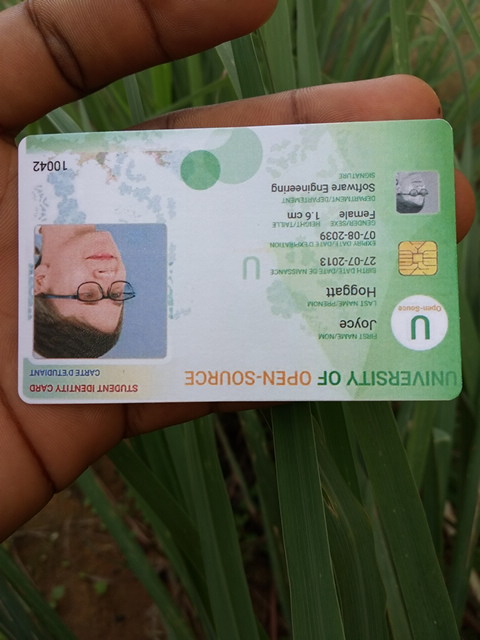 UNIVERSITY OF OPEN-SOURCE
STUDENT IDENTITY CARD
CARTE D'ETUDIANT
U
Open-Source
FIRST NAME/NOM
Joyce
LAST NAME/PRENOM
Hoggatt
BIRTH DATE/DATE DE NAISSANCE
27-07-2013
EXPIRY DATE/DATE D'EXPIRATION
07-08-2039
GENDER/SEXE HEIGHT/TAILLE
Female 1.6 cm
DEPARTMENT/DEPARTEMENT
Software Engineering
SIGNATURE
U
10042